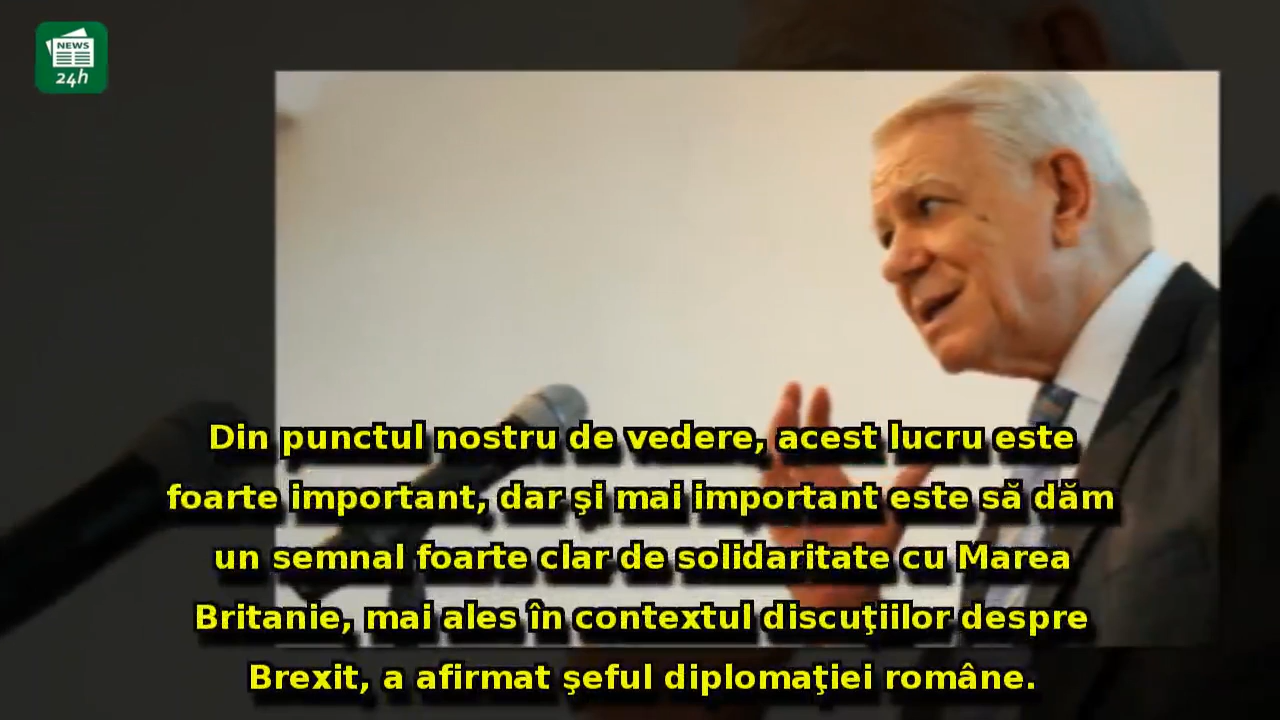 NEWS
24h
Din punctul nostru de vedere, acest lucru este
foarte important, dar şi mai important este să dăm
un semnal foarte clar de solidaritate cu Marea
Britanie, mai ales în contextul discuţiilor despre
Brexit, a afirmat şeful diplomaţiei române.